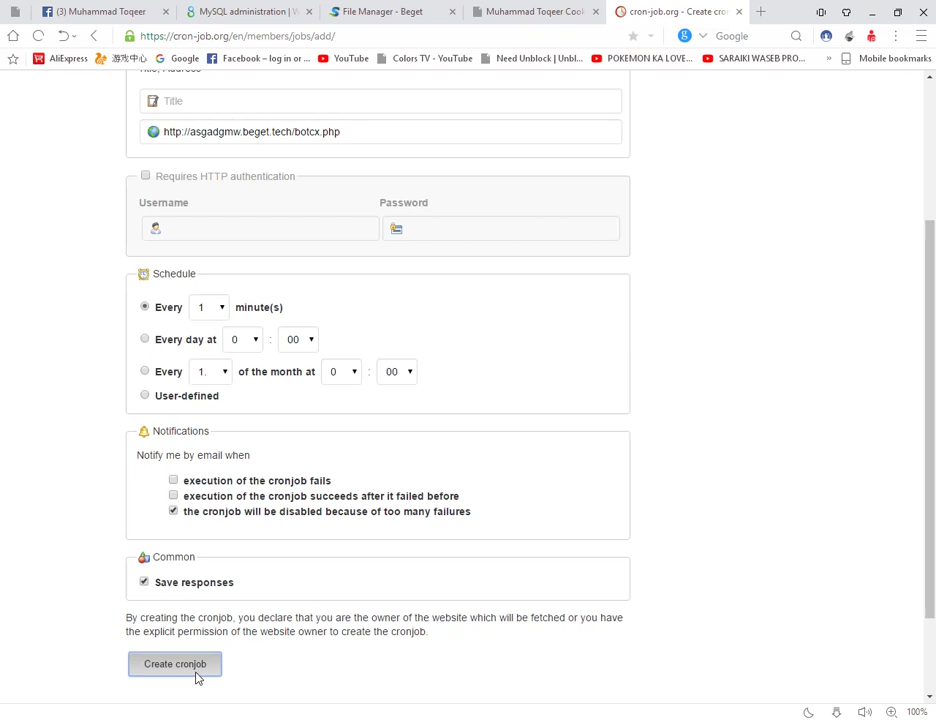 (3) Muhammad Toqeer
MySQL administration | W
File Manager - Beget
Muhammad Toqeer Cook
cron-job.org - Create cron
https://cron-job.org/en/members/jobs/add/
Google
AliExpress
游戏中心
Google
Facebook – log in or ...
YouTube
Colors TV - YouTube
Need Unblock | Unbl...
POKEMON KA LOVE...
SARAIKI WASEB PRO...
»
Mobile bookmarks
Title, Address
Title
http://asgadgmw.beget.tech/botcx.php
Requires HTTP authentication
Username
Password
Schedule
Every 1 minute(s)
Every day at 0 : 00
Every 1. of the month at 0 : 00
User-defined
Notifications
Notify me by email when
execution of the cronjob fails
execution of the cronjob succeeds after it failed before
the cronjob will be disabled because of too many failures
Common
Save responses
By creating the cronjob, you declare that you are the owner of the website which will be fetched or you have
the explicit permission of the website owner to create the cronjob.
Create cronjob
100%